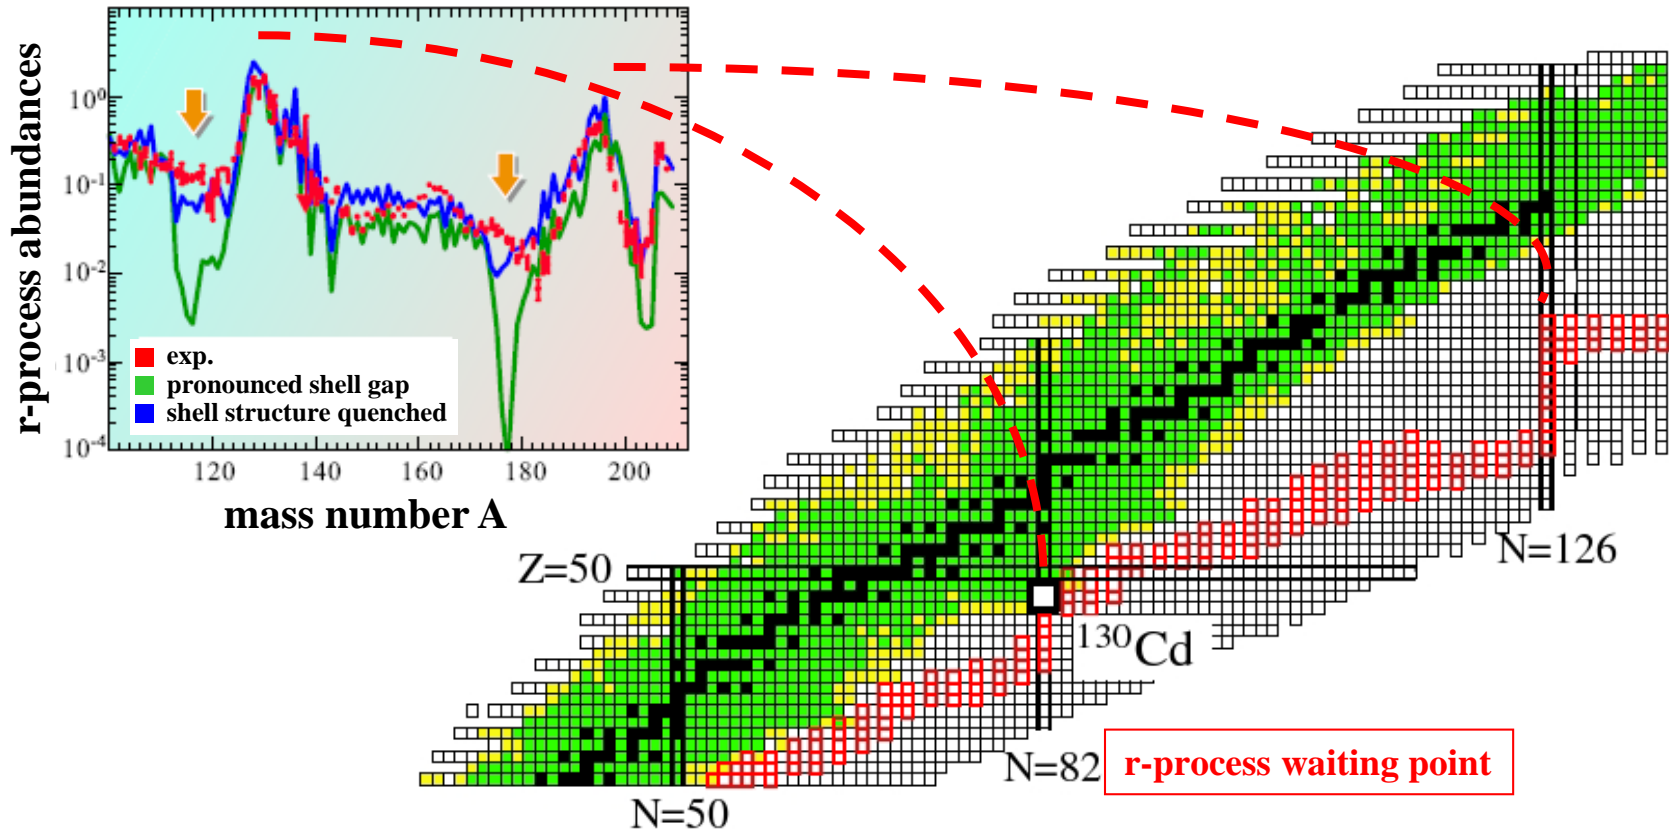 r-process abundances
10⁰
10⁻¹
10⁻²
10⁻³
10⁻⁴
exp.
pronounced shell gap
shell structure quenched
120 140 160 180 200
mass number A
Z=50
N=126
¹³⁰Cd
N=82
r-process waiting point
N=50